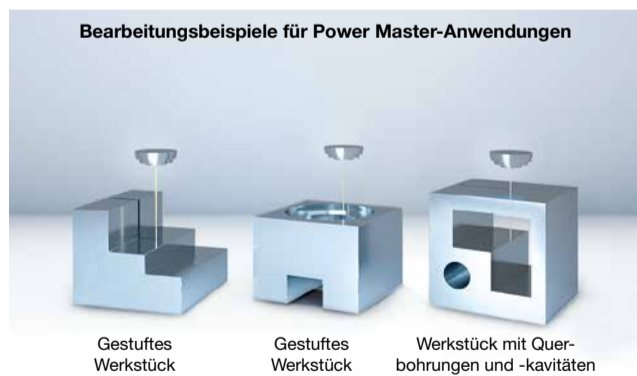 Bearbeitungsbeispiele für Power Master-Anwendungen
Gestuftes
Werkstück
Gestuftes
Werkstück
Werkstück mit Quer-
bohrungen und -kavitäten